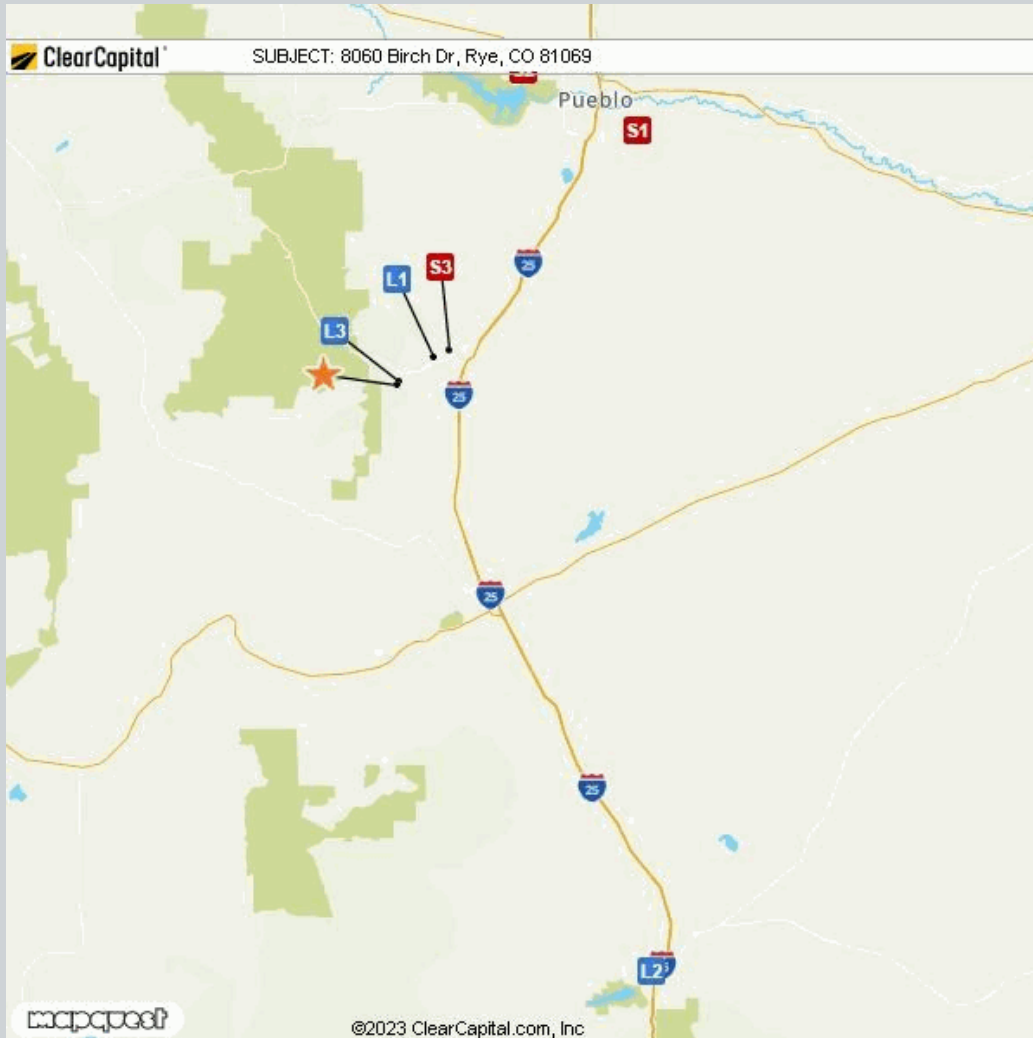 ClearCapital
SUBJECT: 8060 Birch Dr, Rye, CO 81069
Pueblo
S1
25
L1
S3
L3
25
25
25
L2
mapquest
©2023 ClearCapital.com, Inc